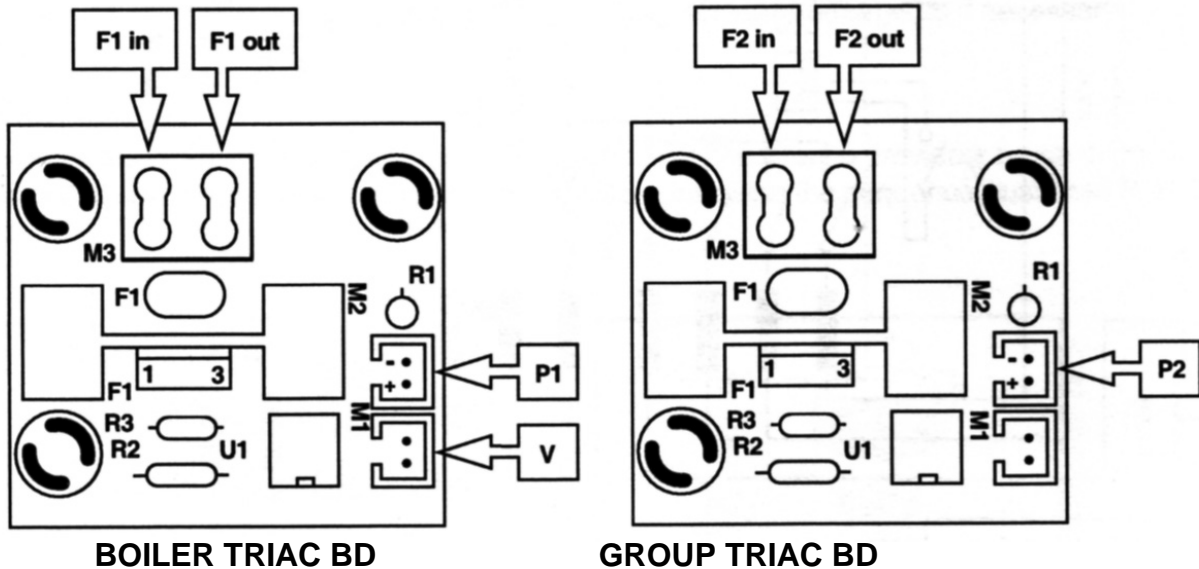 F1 in
F1 out
M3
F1
R1
M2
1 3
F1
- 
+
P1
M1
R3
R2
U1
V
BOILER TRIAC BD
F2 in
F2 out
M3
F1
R1
M2
1 3
F1
-
+
P2
M1
R3
R2
U1
GROUP TRIAC BD